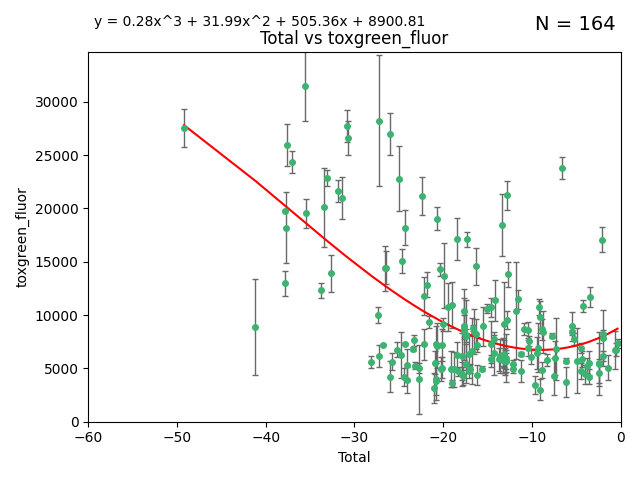 y = 0.28x^3 + 31.99x^2 + 505.36x + 8900.81
N = 164
Total vs toxgreen_fluor
toxgreen_fluor
30000
25000
20000
15000
10000
5000
0
−60
−50
−40
−30
−20
−10
0
Total